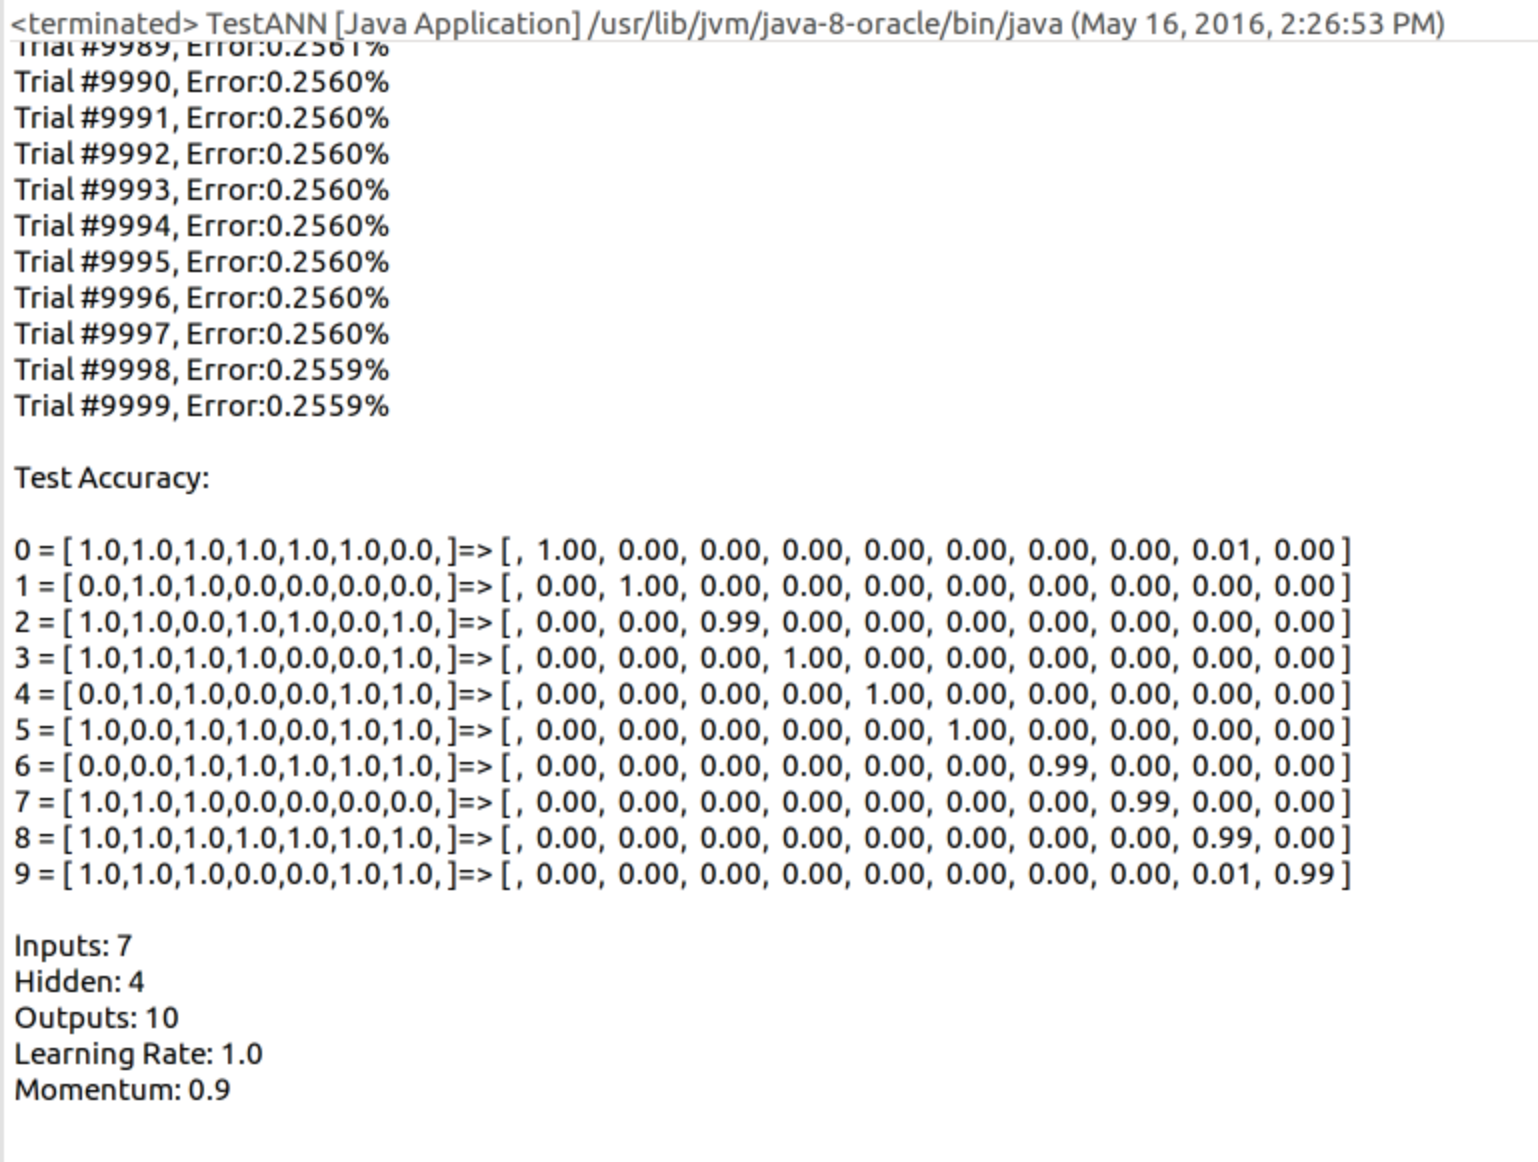 <terminated> TestANN [Java Application] /usr/lib/jvm/java-8-oracle/bin/java (May 16, 2016, 2:26:53 PM)
Trial #9989, Error:0.2561%
Trial #9990, Error:0.2560%
Trial #9991, Error:0.2560%
Trial #9992, Error:0.2560%
Trial #9993, Error:0.2560%
Trial #9994, Error:0.2560%
Trial #9995, Error:0.2560%
Trial #9996, Error:0.2560%
Trial #9997, Error:0.2560%
Trial #9998, Error:0.2559%
Trial #9999, Error:0.2559%
Test Accuracy:
0 = [ 1.0,1.0,1.0,1.0,1.0,1.0,0.0, ]=> [, 1.00, 0.00, 0.00, 0.00, 0.00, 0.00, 0.00, 0.00, 0.01, 0.00 ]
1 = [ 0.0,1.0,1.0,0.0,0.0,0.0,0.0, ]=> [, 0.00, 1.00, 0.00, 0.00, 0.00, 0.00, 0.00, 0.00, 0.00, 0.00 ]
2 = [ 1.0,1.0,0.0,1.0,1.0,0.0,1.0, ]=> [, 0.00, 0.00, 0.99, 0.00, 0.00, 0.00, 0.00, 0.00, 0.00, 0.00 ]
3 = [ 1.0,1.0,1.0,1.0,0.0,0.0,1.0, ]=> [, 0.00, 0.00, 0.00, 1.00, 0.00, 0.00, 0.00, 0.00, 0.00, 0.00 ]
4 = [ 0.0,1.0,1.0,0.0,0.0,1.0,1.0, ]=> [, 0.00, 0.00, 0.00, 0.00, 1.00, 0.00, 0.00, 0.00, 0.00, 0.00 ]
5 = [ 1.0,0.0,1.0,1.0,0.0,1.0,1.0, ]=> [, 0.00, 0.00, 0.00, 0.00, 0.00, 1.00, 0.00, 0.00, 0.00, 0.00 ]
6 = [ 0.0,0.0,1.0,1.0,1.0,1.0,1.0, ]=> [, 0.00, 0.00, 0.00, 0.00, 0.00, 0.00, 0.99, 0.00, 0.00, 0.00 ]
7 = [ 1.0,1.0,1.0,0.0,0.0,0.0,0.0, ]=> [, 0.00, 0.00, 0.00, 0.00, 0.00, 0.00, 0.00, 0.99, 0.00, 0.00 ]
8 = [ 1.0,1.0,1.0,1.0,1.0,1.0,1.0, ]=> [, 0.00, 0.00, 0.00, 0.00, 0.00, 0.00, 0.00, 0.00, 0.99, 0.00 ]
9 = [ 1.0,1.0,1.0,0.0,0.0,1.0,1.0, ]=> [, 0.00, 0.00, 0.00, 0.00, 0.00, 0.00, 0.00, 0.00, 0.01, 0.99 ]
Inputs: 7
Hidden: 4
Outputs: 10
Learning Rate: 1.0
Momentum: 0.9